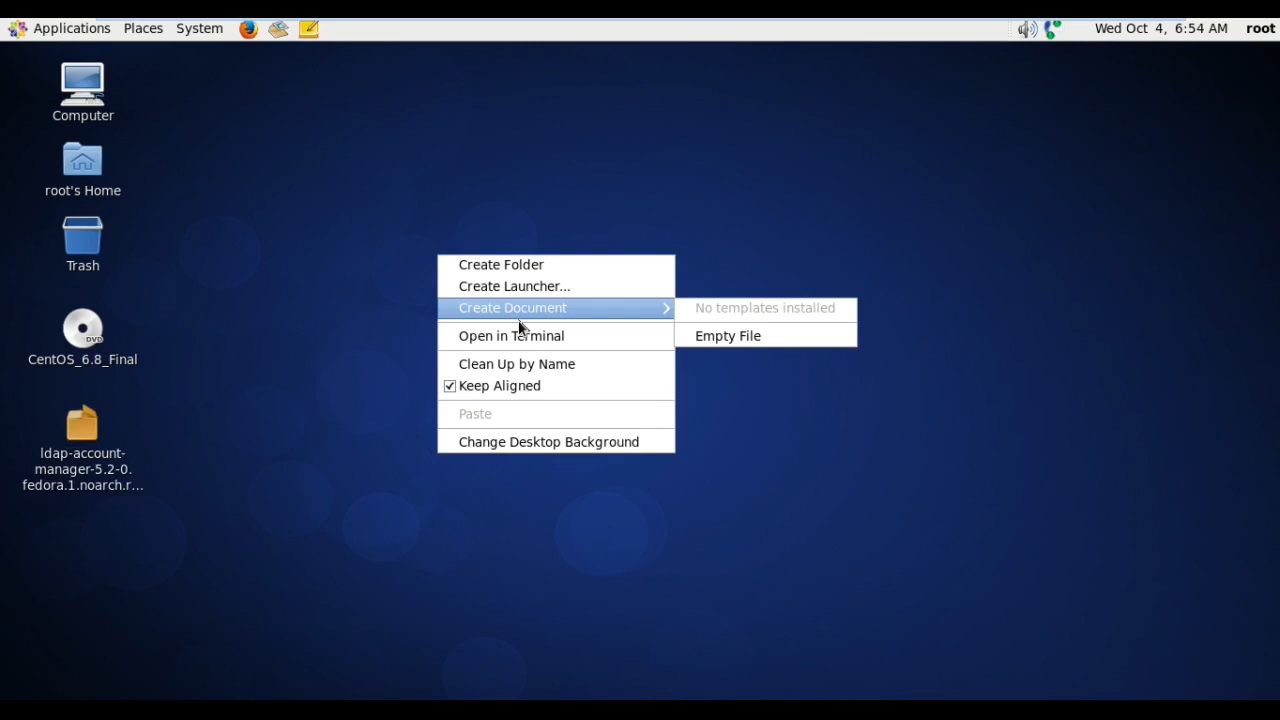 Applications Places System Wed Oct 4, 6:54 AM root
Computer
root's Home
Trash
DVD
CentOS_6.8_Final
ldap-account-
manager-5.2-0.
fedora.1.noarch.r...
Create Folder
Create Launcher...
Create Document
Open in Terminal
Clean Up by Name
Keep Aligned
Paste
Change Desktop Background
No templates installed
Empty File